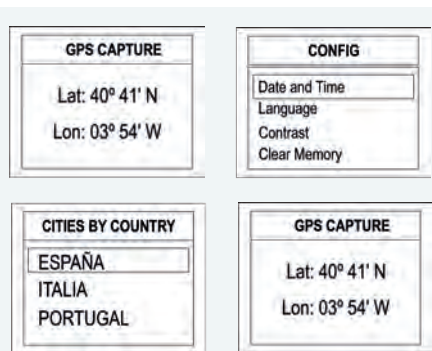 GPS CAPTURE
Lat: 40º 41' N
Lon: 03º 54' W
CONFIG
Date and Time
Language
Contrast
Clear Memory
CITIES BY COUNTRY
ESPAÑA
ITALIA
PORTUGAL
GPS CAPTURE
Lat: 40º 41' N
Lon: 03º 54' W